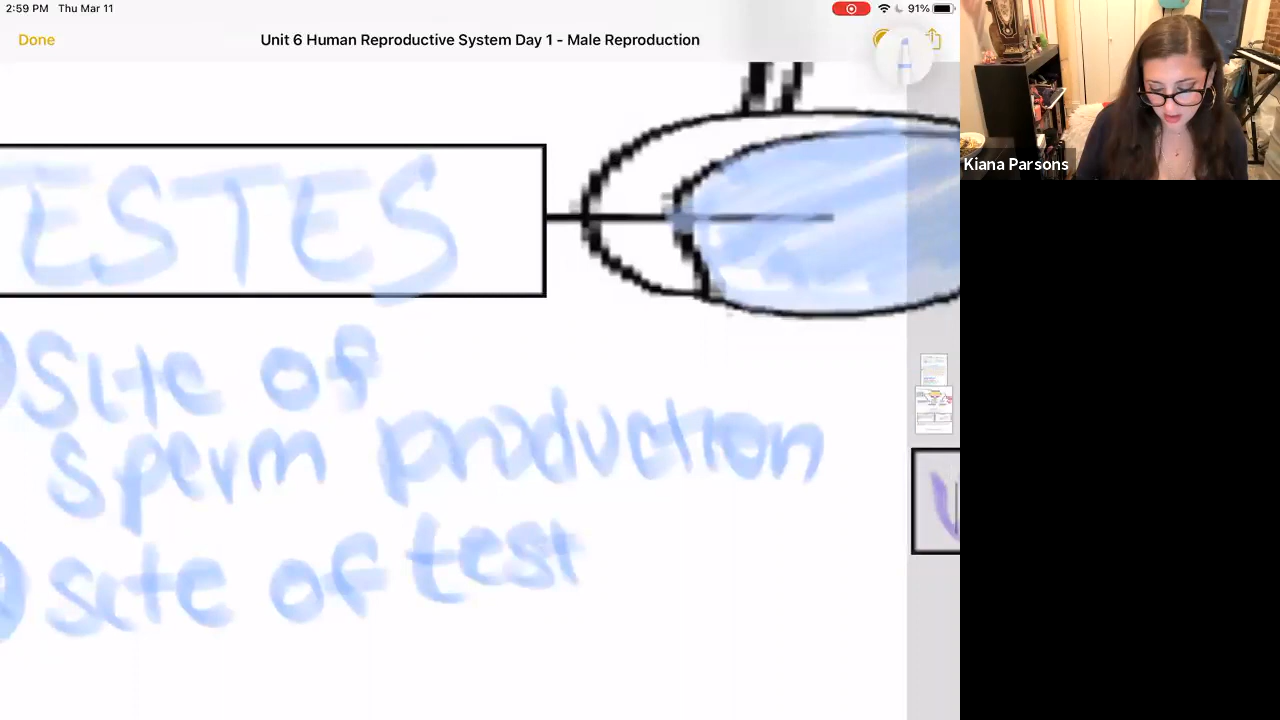 2:59 PM Thu Mar 11
91%
Done
Unit 6 Human Reproductive System Day 1 - Male Reproduction
Kiana Parsons
ESTES
site of
sperm production
site of test